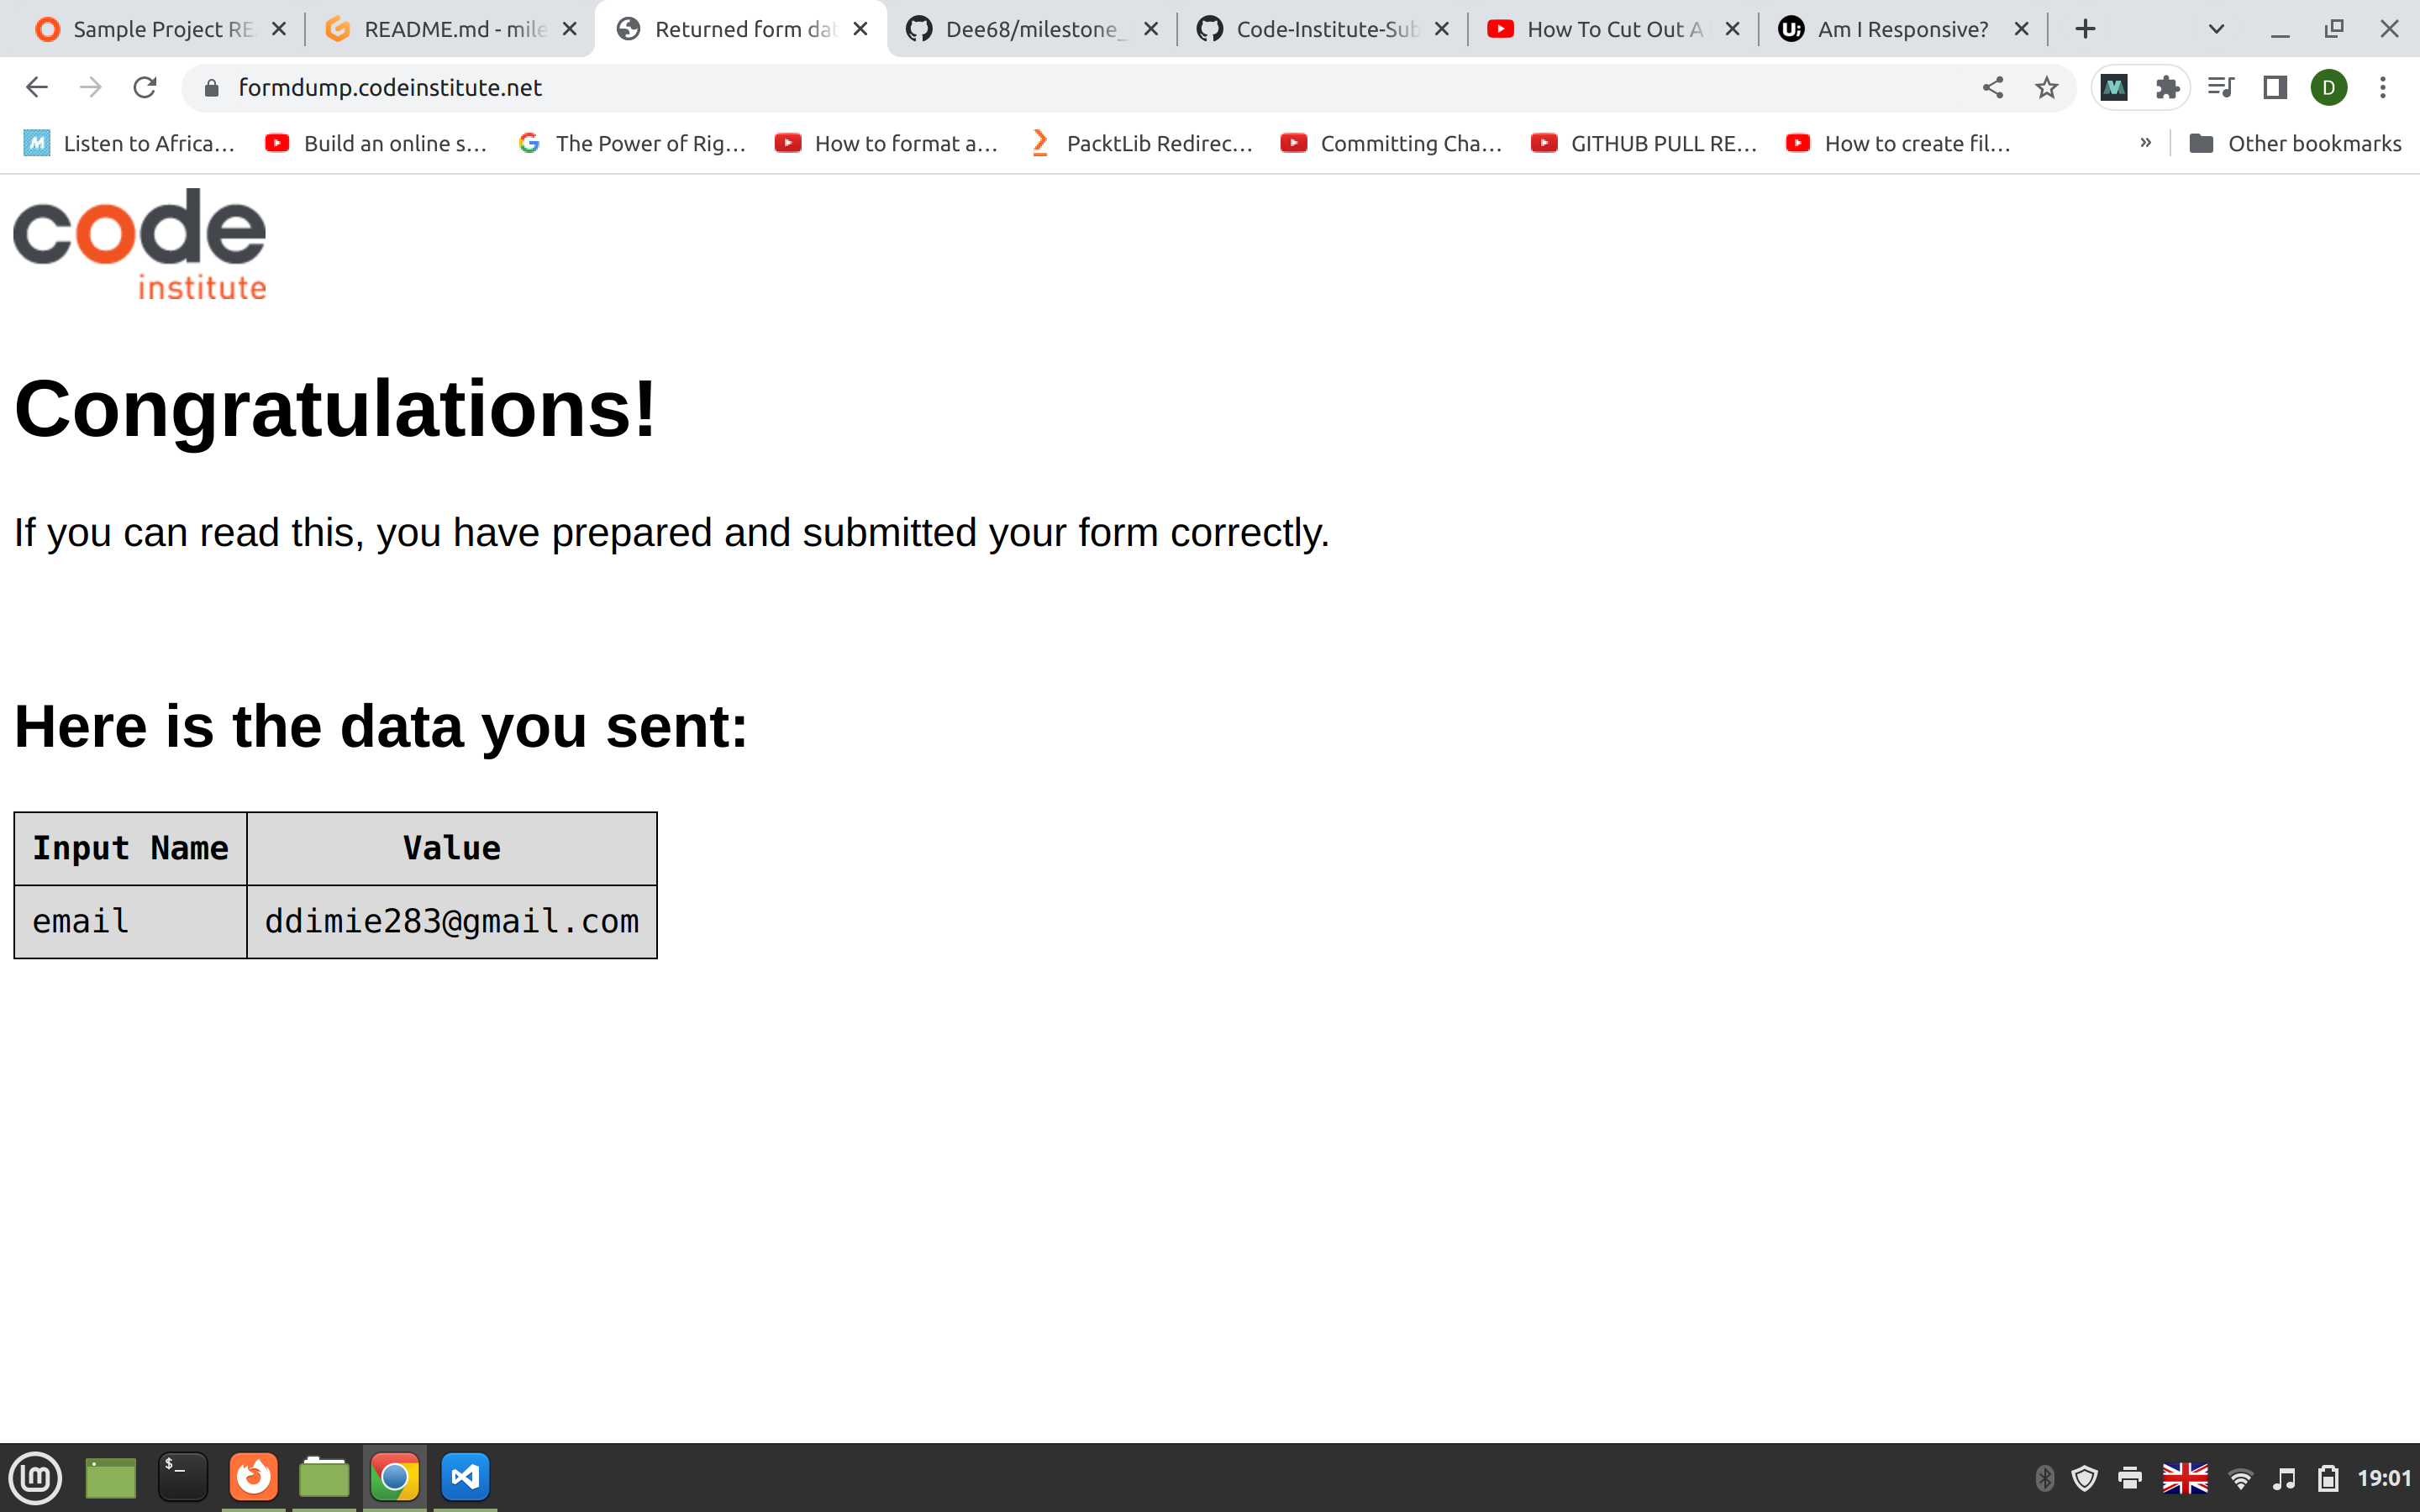 Sample Project RE
README.md - mile
Returned form dat
Dee68/milestone_
Code-Institute-Sub
How To Cut Out A
Am I Responsive?
formdump.codeinstitute.net
D
Listen to Africa...
Build an online s...
The Power of Rig...
How to format a...
PacktLib Redirec...
Committing Cha...
GITHUB PULL RE...
How to create fil...
»
Other bookmarks
code
institute
Congratulations!
If you can read this, you have prepared and submitted your form correctly.
Here is the data you sent:
Input Name Value
email ddimie283@gmail.com
$_
19:01